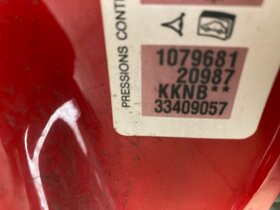 PRESSIONS CONT
1079681
20987
KKNB**
33409057